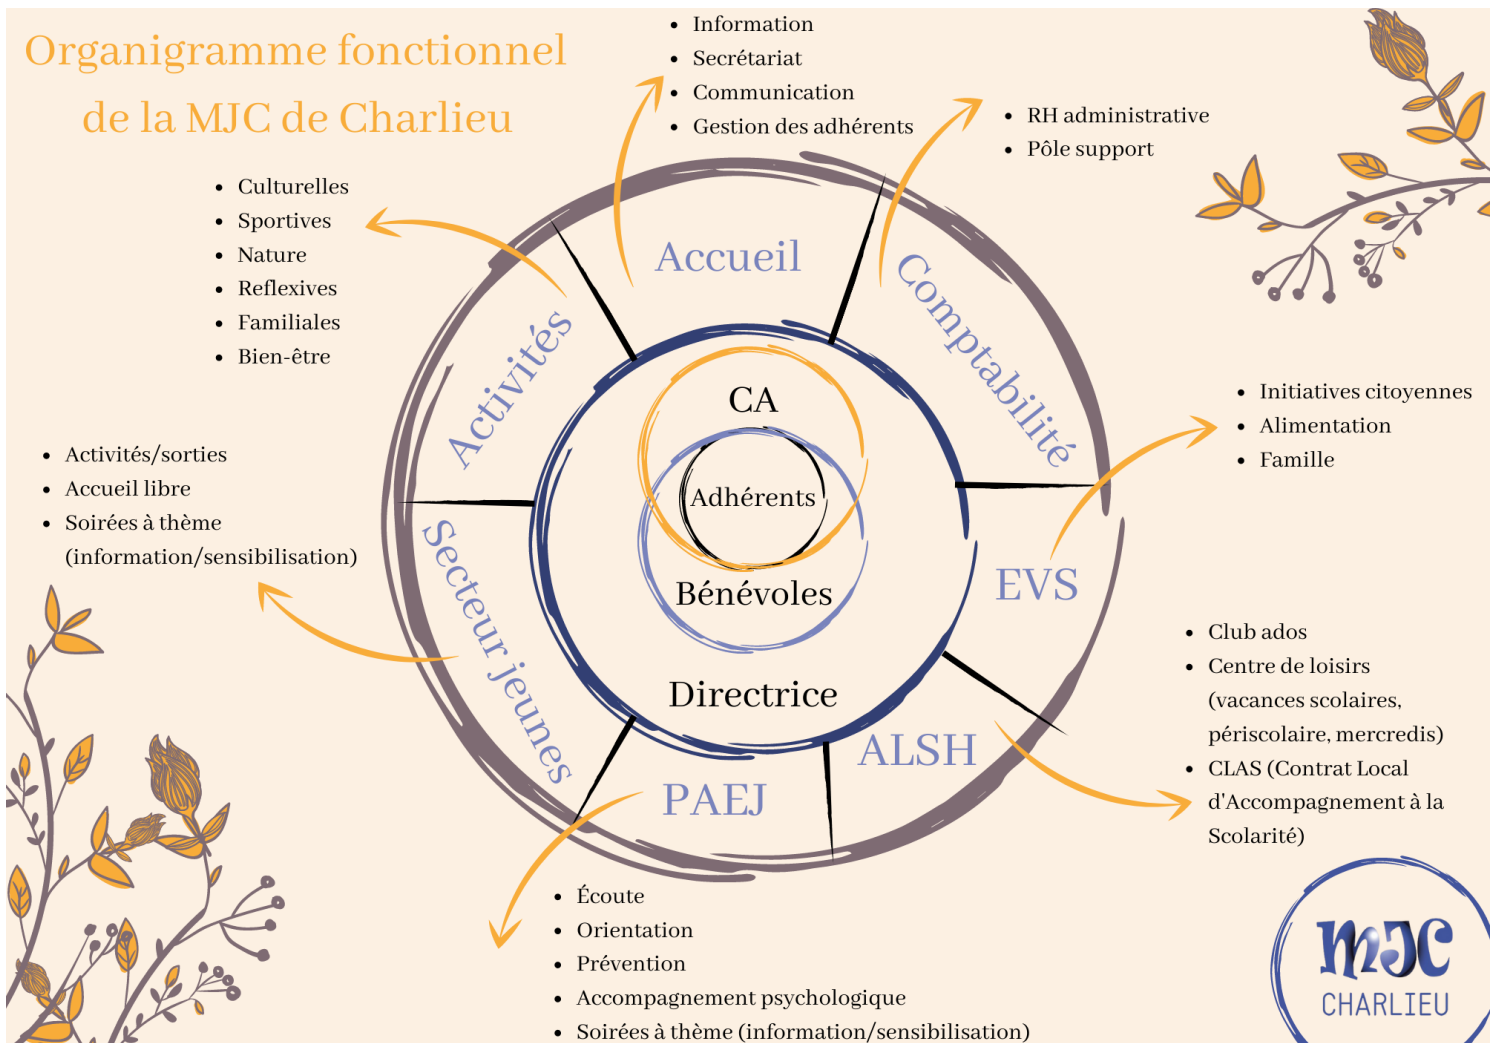 Organigramme fonctionnel
de la MJC de Charlieu
• Information
• Secrétariat
• Communication
• Gestion des adhérents
• RH administrative
• Pôle support
• Culturelles
• Sportives
• Nature
• Reflexives
• Familiales
• Bien-être
Accueil
Comptabilité
Activités
CA
Adhérents
Bénévoles
Directrice
• Initiatives citoyennes
• Alimentation
• Famille
• Activités/sorties
• Accueil libre
• Soirées à thème
(information/sensibilisation)
Secteur jeunes
EVS
ALSH
PAEJ
• Club ados
• Centre de loisirs
(vacances scolaires,
périscolaire, mercredis)
• CLAS (Contrat Local
d'Accompagnement à la
Scolarité)
• Écoute
• Orientation
• Prévention
• Accompagnement psychologique
• Soirées à thème (information/sensibilisation)
MJC
CHARLIEU